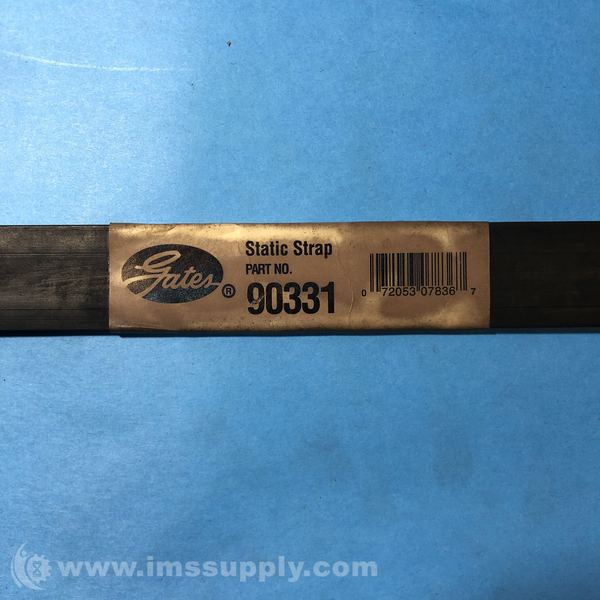 Gates®
Static Strap
PART NO.
90331
0 72053 07836 7
www.imssupply.com